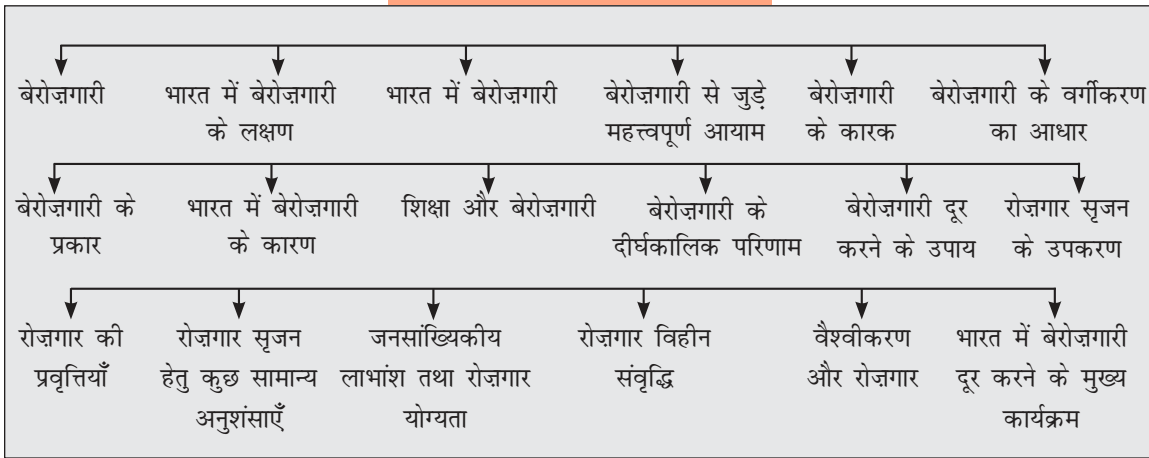 बेरोज़गारी
भारत में बेरोज़गारी
के लक्षण
भारत में बेरोज़गारी
बेरोज़गारी से जुड़े
महत्त्वपूर्ण आयाम
बेरोज़गारी
के कारक
बेरोज़गारी के वर्गीकरण
का आधार
बेरोज़गारी के
प्रकार
भारत में बेरोज़गारी
के कारण
शिक्षा और बेरोज़गारी
बेरोज़गारी के
दीर्घकालिक परिणाम
बेरोज़गारी दूर
करने के उपाय
रोज़गार सृजन
के उपकरण
रोज़गार की
प्रवृत्तियाँ
रोज़गार सृजन
हेतु कुछ सामान्य
अनुशंसाएँ
जनसांख्यिकीय
लाभांश तथा रोज़गार
योग्यता
रोज़गार विहीन
संवृद्धि
वैश्वीकरण
और रोज़गार
भारत में बेरोज़गारी
दूर करने के मुख्य
कार्यक्रम